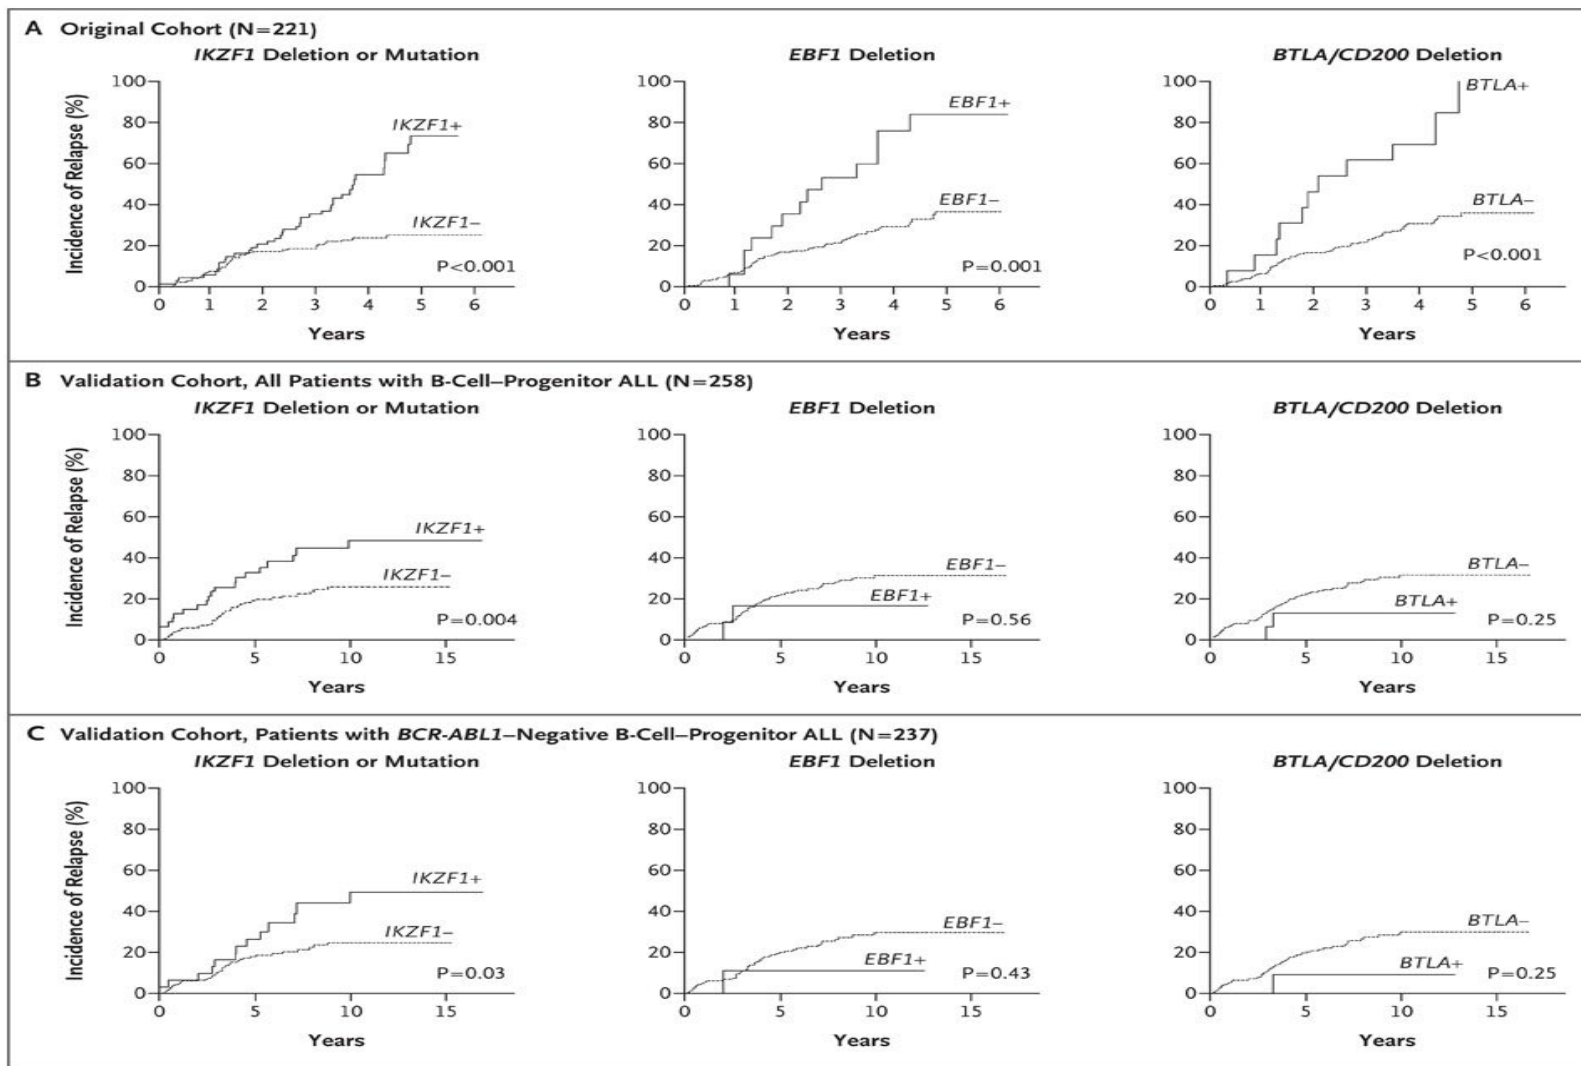 A Original Cohort (N=221)
IKZF1 Deletion or Mutation
Incidence of Relapse (%)
100
80
60
40
20
0
IKZF1+
IKZF1–
P<0.001
0 1 2 3 4 5 6
Years
EBF1 Deletion
100
80
60
40
20
0
EBF1+
EBF1–
P=0.001
0 1 2 3 4 5 6
Years
BTLA/CD200 Deletion
100
80
60
40
20
0
BTLA+
BTLA–
P<0.001
0 1 2 3 4 5 6
Years
B Validation Cohort, All Patients with B-Cell–Progenitor ALL (N=258)
IKZF1 Deletion or Mutation
Incidence of Relapse (%)
100
80
60
40
20
0
IKZF1+
IKZF1–
P=0.004
0 5 10 15
Years
EBF1 Deletion
100
80
60
40
20
0
EBF1–
EBF1+
P=0.56
0 5 10 15
Years
BTLA/CD200 Deletion
100
80
60
40
20
0
BTLA–
BTLA+
P=0.25
0 5 10 15
Years
C Validation Cohort, Patients with BCR-ABL1–Negative B-Cell–Progenitor ALL (N=237)
IKZF1 Deletion or Mutation
Incidence of Relapse (%)
100
80
60
40
20
0
IKZF1+
IKZF1–
P=0.03
0 5 10 15
Years
EBF1 Deletion
100
80
60
40
20
0
EBF1–
EBF1+
P=0.43
0 5 10 15
Years
BTLA/CD200 Deletion
100
80
60
40
20
0
BTLA–
BTLA+
P=0.25
0 5 10 15
Years